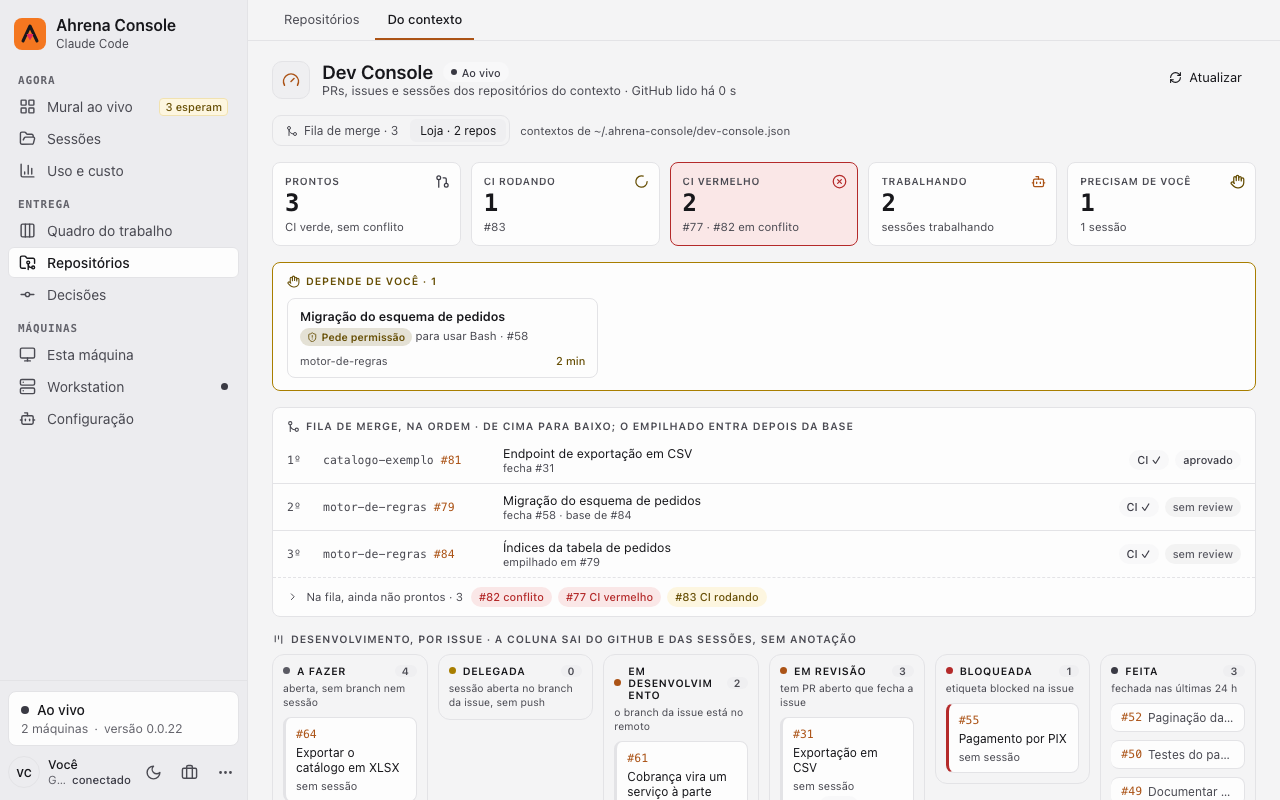 Ahrena Console
Claude Code
AGORA
Mural ao vivo
3 esperam
Sessões
Uso e custo
ENTREGA
Quadro do trabalho
Repositórios
Decisões
MÁQUINAS
Esta máquina
Workstation
Configuração
Ao vivo
2 máquinas · versão 0.0.22
VC
Você
G... conectado
Repositórios
Do contexto
Dev Console
Ao vivo
PRs, issues e sessões dos repositórios do contexto · GitHub lido há 0 s
Atualizar
Fila de merge · 3
Loja · 2 repos
contextos de ~/.ahrena-console/dev-console.json
PRONTOS
3
CI verde, sem conflito
CI RODANDO
1
#83
CI VERMELHO
2
#77 · #82 em conflito
TRABALHANDO
2
sessões trabalhando
PRECISAM DE VOCÊ
1
1 sessão
DEPENDE DE VOCÊ · 1
Migração do esquema de pedidos
Pede permissão para usar Bash · #58
motor-de-regras
2 min
FILA DE MERGE, NA ORDEM · DE CIMA PARA BAIXO; O EMPILHADO ENTRA DEPOIS DA BASE
1º catalogo-exemplo #81
Endpoint de exportação em CSV
fecha #31
CI ✓ aprovado
2º motor-de-regras #79
Migração do esquema de pedidos
fecha #58 · base de #84
CI ✓ sem review
3º motor-de-regras #84
Índices da tabela de pedidos
empilhado em #79
CI ✓ sem review
Na fila, ainda não prontos · 3 #82 conflito #77 CI vermelho #83 CI rodando
DESENVOLVIMENTO, POR ISSUE · A COLUNA SAI DO GITHUB E DAS SESSÕES, SEM ANOTAÇÃO
A FAZER 4
aberta, sem branch nem
sessão
#64
Exportar o
catálogo em XLSX
sem sessão
DELEGADA 0
sessão aberta no branch
da issue, sem push
EM
DESENVOLVIM
ENTO
2
o branch da issue está no
remoto
#61
Cobrança vira um
serviço à parte
EM REVISÃO 3
tem PR aberto que fecha a
issue
#31
Exportação em
CSV
sem sessão
BLOQUEADA 1
etiqueta blocked na issue
#55
Pagamento por PIX
sem sessão
FEITA 3
fechada nas últimas 24 h
#52 Paginação da...
#50 Testes do pa...
#49 Documentar ...